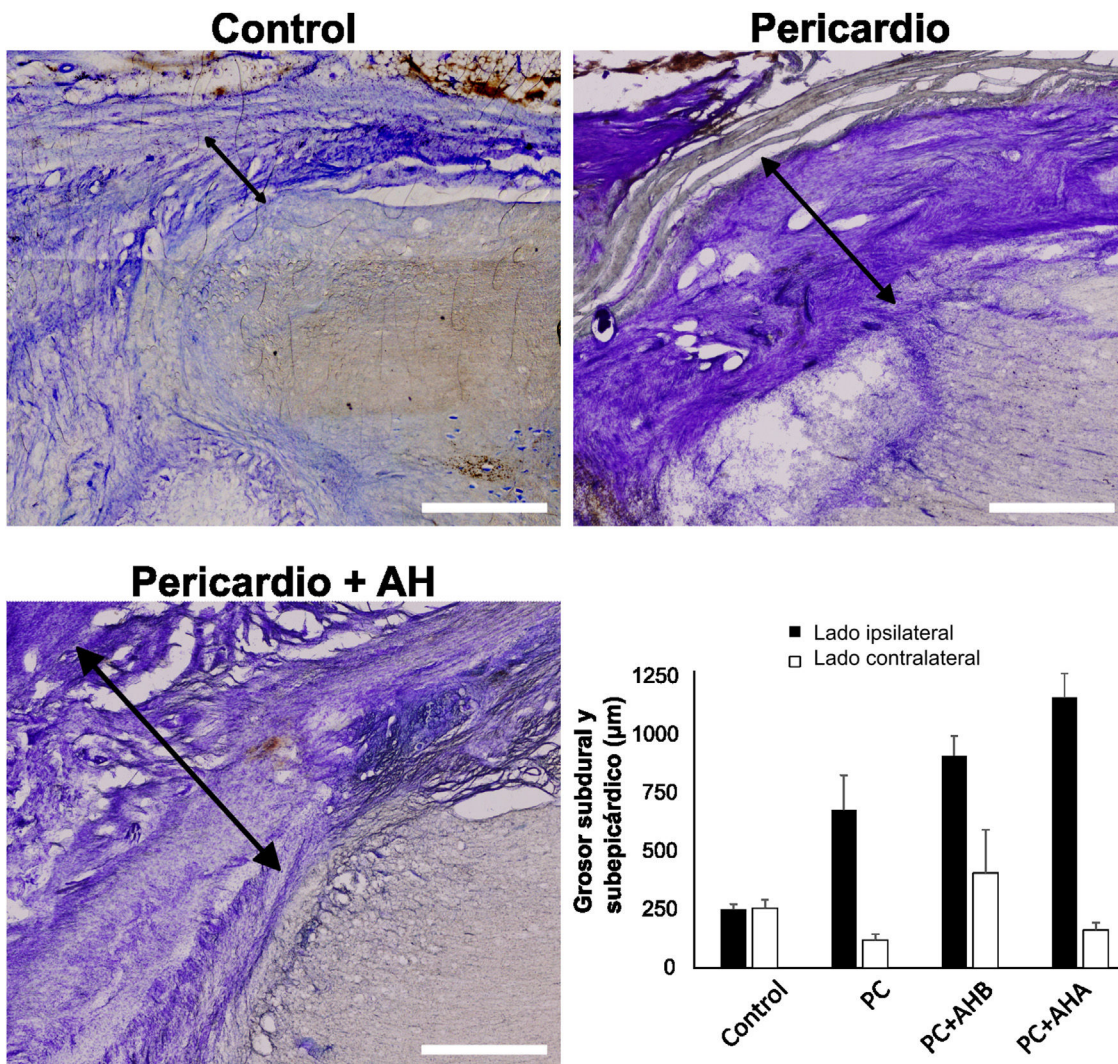 Control
Pericardio
Pericardio + AH
Lado ipsilateral
Lado contralateral
Grosor subdural y
subepicárdico (µm)
1250
1000
750
500
250
0
Control
PC
PC+AHB
PC+AHA